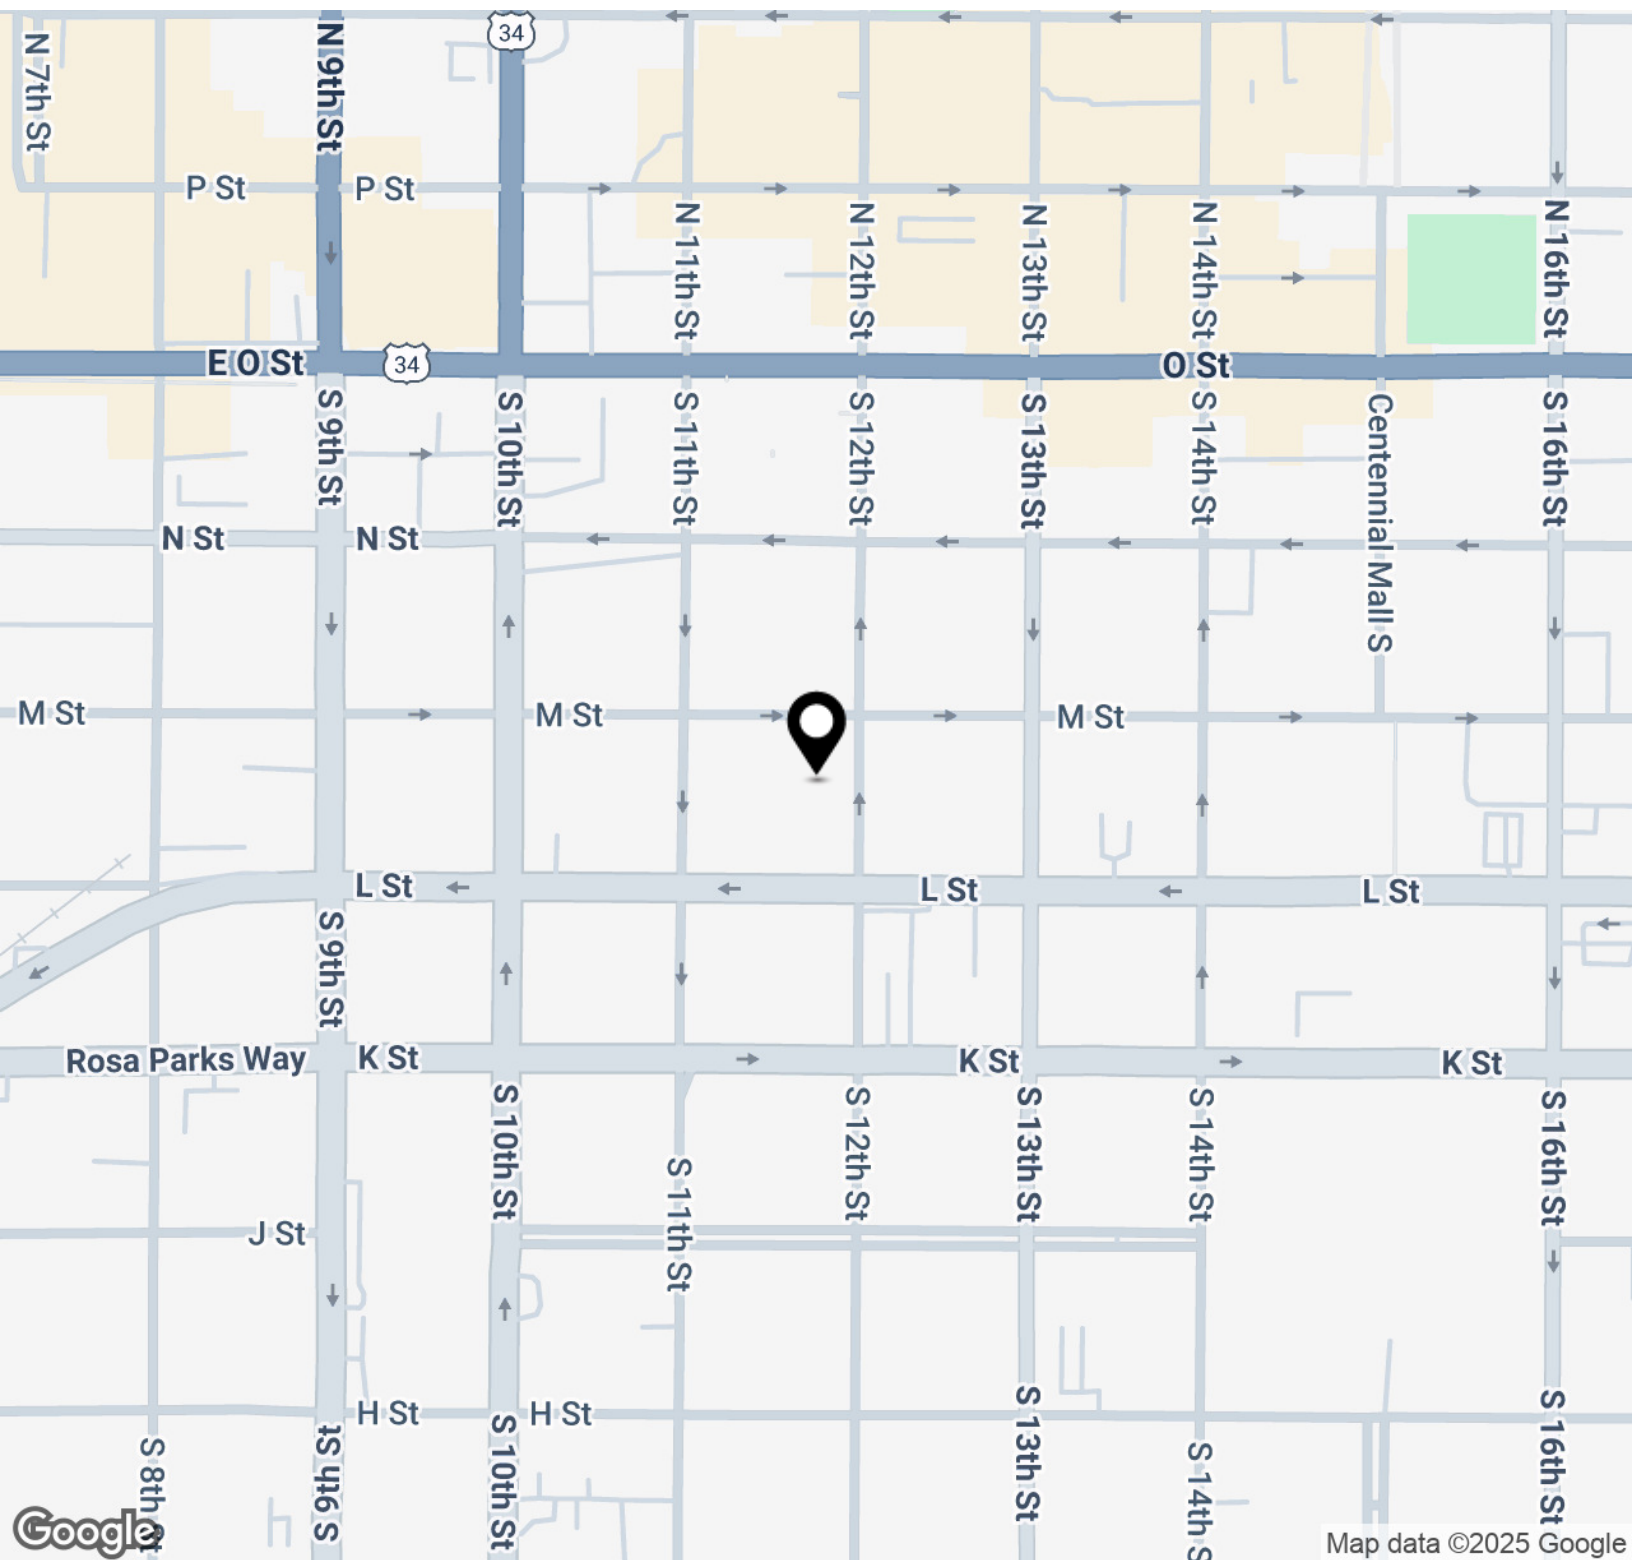 34
N 7th St
N 9th St
P St
P St
N 11th St
N 12th St
N 13th St
N 14th St
N 16th St
E O St
34
O St
S 9th St
S 10th St
S 11th St
S 12th St
S 13th St
S 14th St
Centennial Mall S
S 16th St
N St
N St
M St
M St
M St
L St
L St
L St
S 9th St
Rosa Parks Way
K St
K St
K St
S 10th St
S 11th St
S 12th St
S 13th St
S 14th St
S 16th St
J St
H St
H St
S 8th St
S 9th St
S 10th St
S 13th St
S 14th S
S 16th St
Google
Map data ©2025 Google